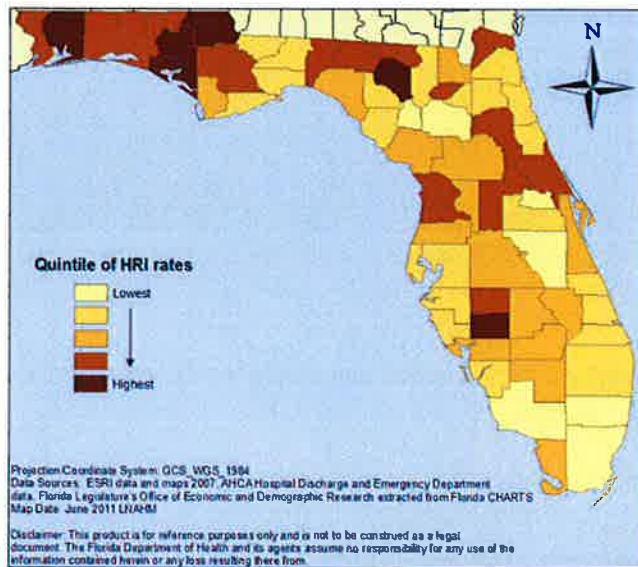 N
Quintile of HRI rates
Lowest
Highest
Projection Coordinate System: GCS_WGS_1984
Data Sources: ESRI data and maps 2007, AHCA Hospital Discharge and Emergency Department
data, Florida Legislature's Office of Economic and Demographic Research extracted from Florida CHARTS
Map Date: June 2011 LNAHM
Disclaimer: This product is for reference purposes only and is not to be construed as a legal
document. The Florida Department of Health and its agents assume no responsibility for any use of the
information contained herein or any loss resulting there from.